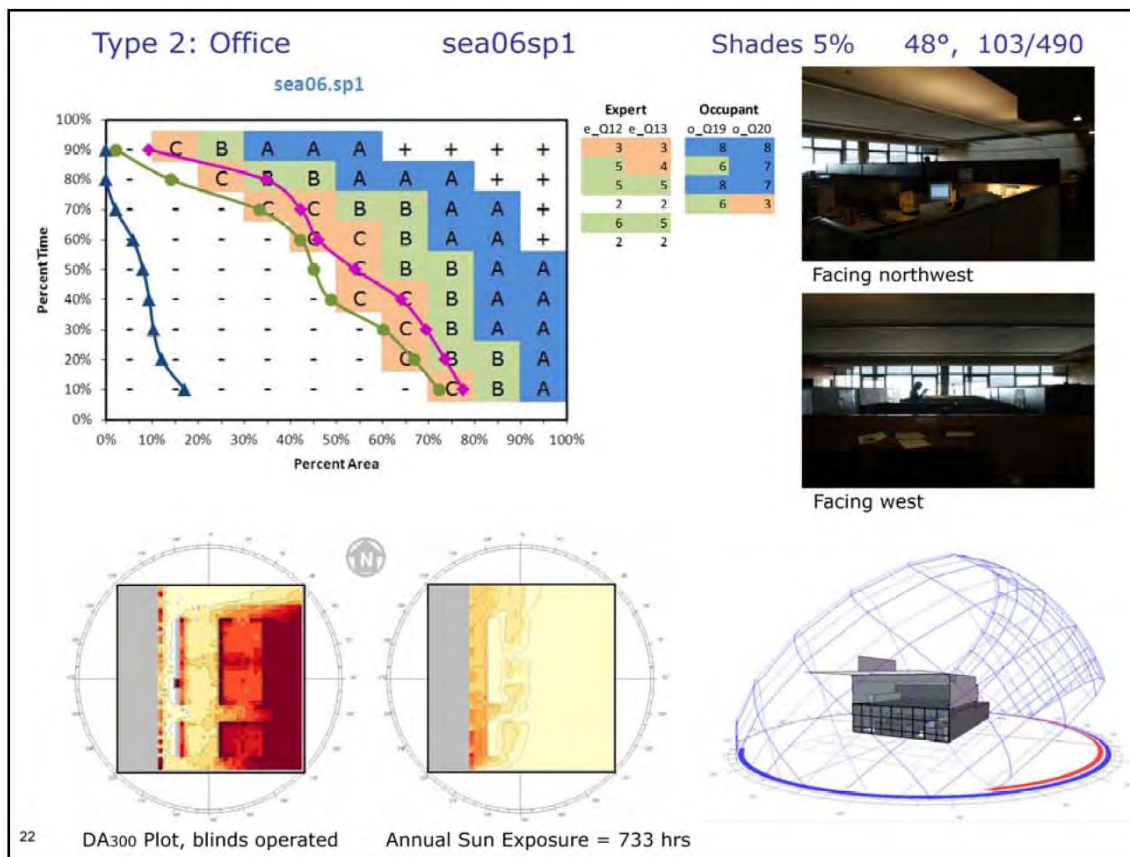 Type 2: Office sea06sp1 Shades 5% 48°, 103/490
sea06.sp1
Percent Time
100%
90% - C B A A A + + + +
80% - - C B B A A A + +
70% - - - C C B B A A +
60% - - - - C C B A A +
50% - - - - - C B B A A
40% - - - - - C C B A A
30% - - - - - - C B A A
20% - - - - - - C B B A
10% - - - - - - - C B A
0%
0% 10% 20% 30% 40% 50% 60% 70% 80% 90% 100%
Percent Area
Expert Occupant
e_Q12 e_Q13 o_Q19 o_Q20
3 3 8 8
5 4 6 7
5 5 8 7
2 2 6 3
6 5
2 2
Facing northwest
Facing west
N
22 DA300 Plot, blinds operated Annual Sun Exposure = 733 hrs